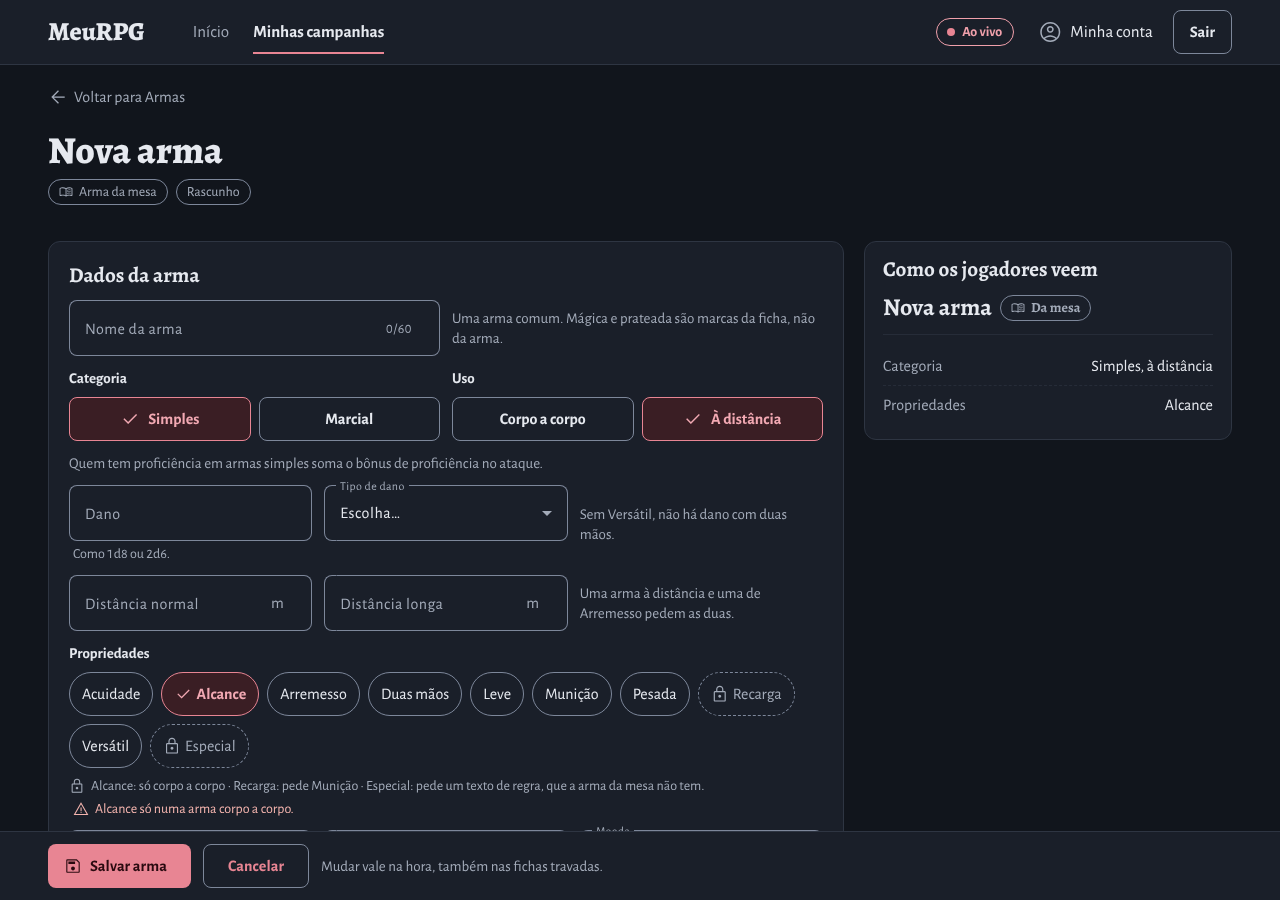 MeuRPG
Início
Minhas campanhas
Ao vivo
Minha conta
Sair
Voltar para Armas
Nova arma
Arma da mesa
Rascunho
Dados da arma
Nome da arma
0/60
Uma arma comum. Mágica e prateada são marcas da ficha, não
da arma.
Categoria
Uso
Simples
Marcial
Corpo a corpo
À distância
Quem tem proficiência em armas simples soma o bônus de proficiência no ataque.
Dano
Tipo de dano
Escolha…
Sem Versátil, não há dano com duas
mãos.
Como 1d8 ou 2d6.
Distância normal
m
Distância longa
m
Uma arma à distância e uma de
Arremesso pedem as duas.
Propriedades
Acuidade
Alcance
Arremesso
Duas mãos
Leve
Munição
Pesada
Recarga
Versátil
Especial
Alcance: só corpo a corpo · Recarga: pede Munição · Especial: pede um texto de regra, que a arma da mesa não tem.
Alcance só numa arma corpo a corpo.
Moeda
Salvar arma
Cancelar
Mudar vale na hora, também nas fichas travadas.
Como os jogadores veem
Nova arma
Da mesa
Categoria
Simples, à distância
Propriedades
Alcance